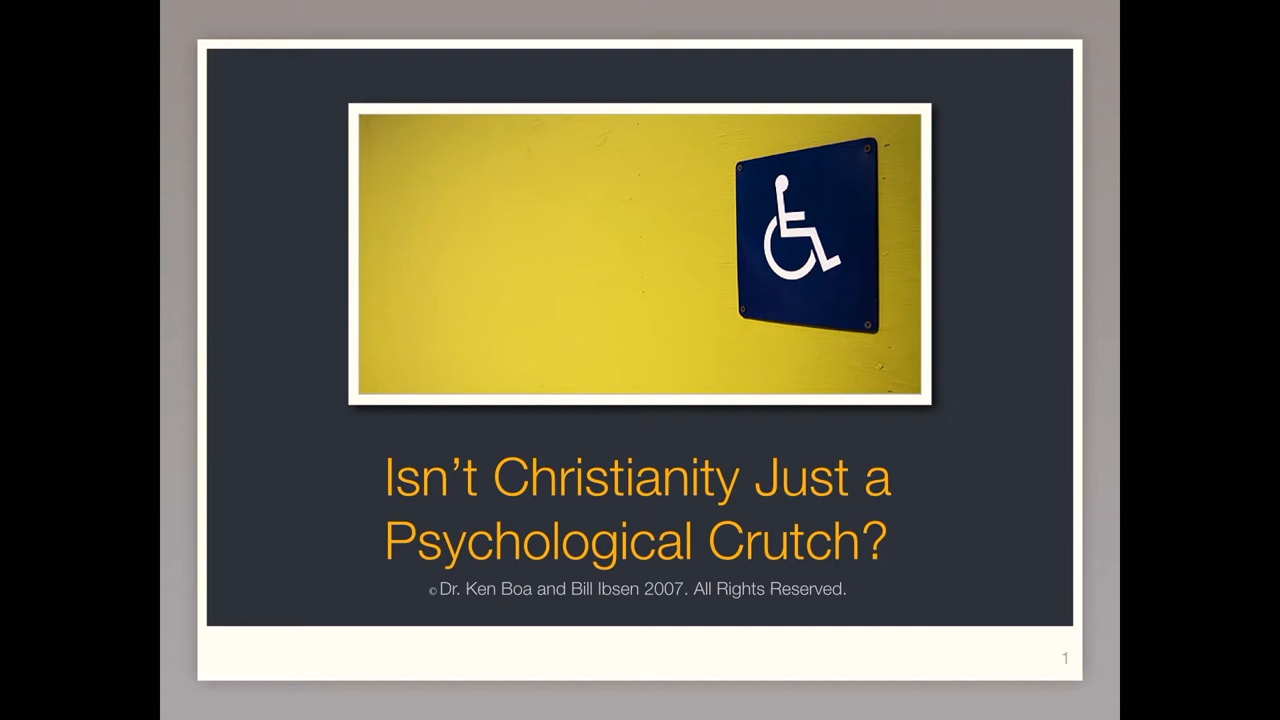 Isn’t Christianity Just a
Psychological Crutch?
© Dr. Ken Boa and Bill Ibsen 2007. All Rights Reserved.
1